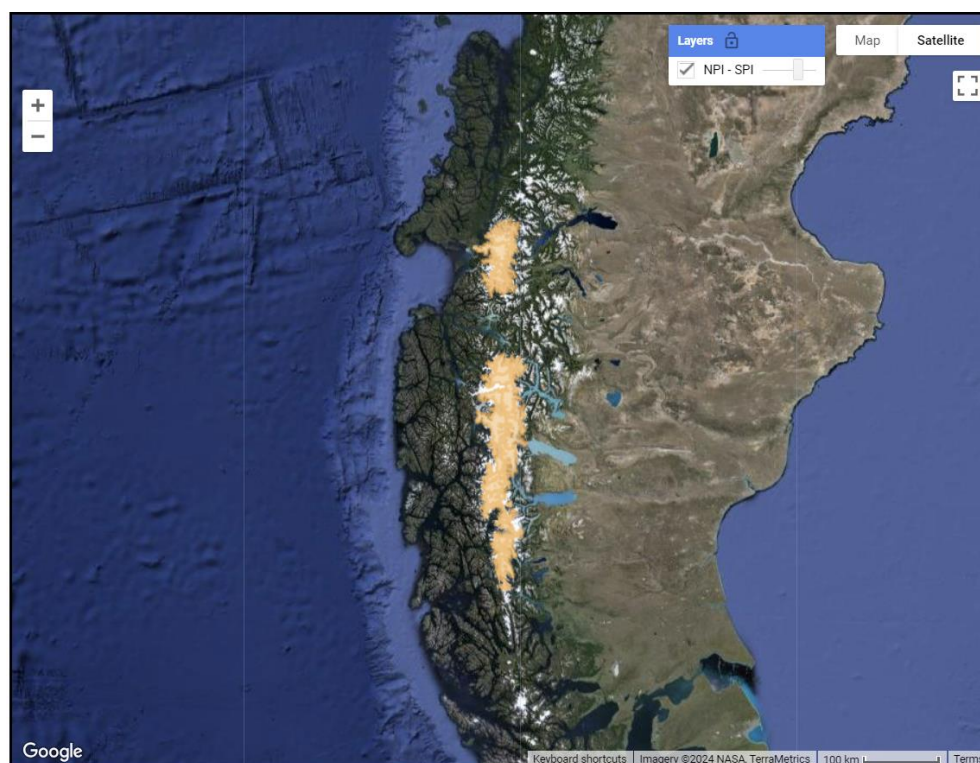 Layers
Map Satellite
NPI - SPI
+
−
Google
Keyboard shortcuts Imagery ©2024 NASA, TerraMetrics 100 km